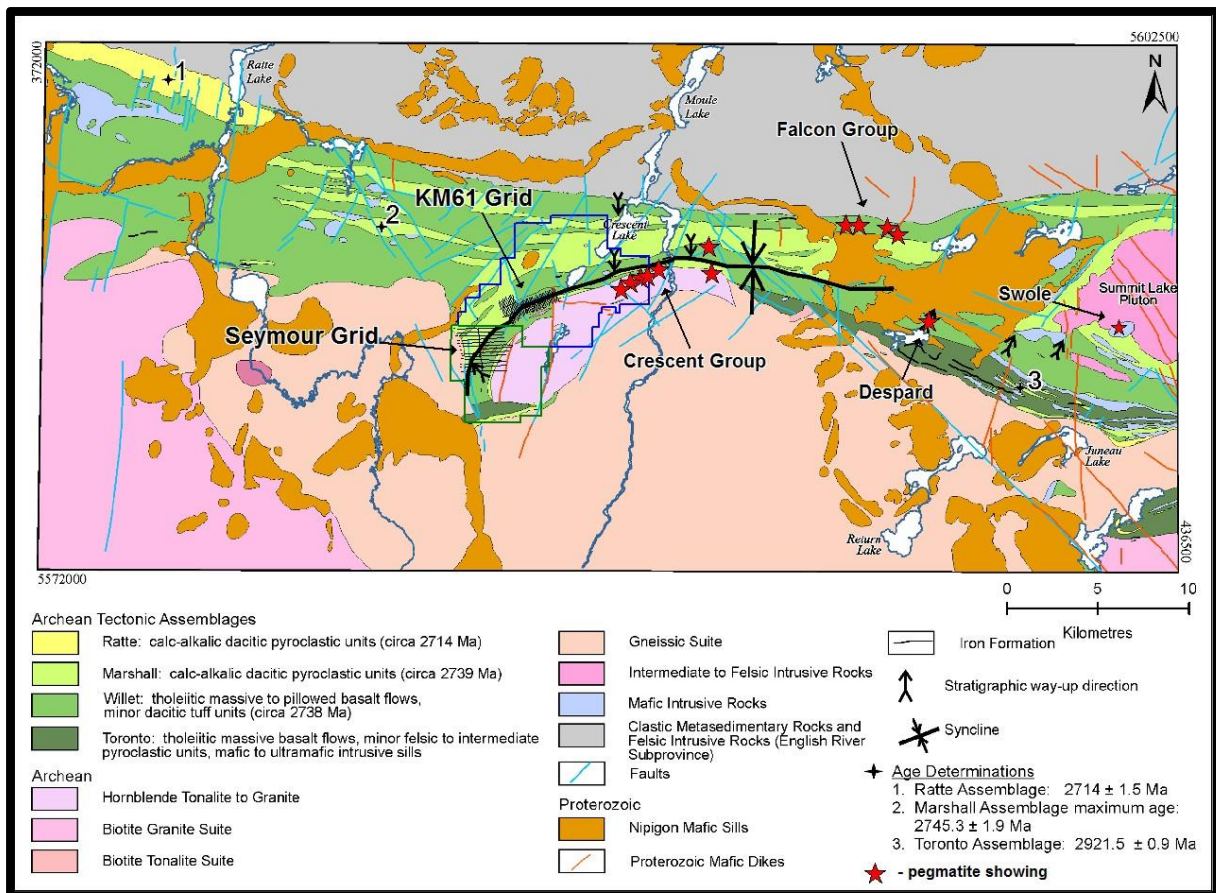 5602500
372000
Ratte
Lake
1
Moule
Lake
N
Falcon Group
KM61 Grid
2
Crescent
Lake
Swole
Summit Lake
Pluton
Seymour Grid
Crescent Group
Despard
3
Juneau
Lake
Return
Lake
436500
5572000
0 5 10
Kilometres
Archean Tectonic Assemblages
Ratte: calc-alkalic dacitic pyroclastic units (circa 2714 Ma)
Marshall: calc-alkalic dacitic pyroclastic units (circa 2739 Ma)
Willet: tholeiitic massive to pillowed basalt flows,
minor dacitic tuff units (circa 2738 Ma)
Toronto: tholeiitic massive basalt flows, minor felsic to intermediate
pyroclastic units, mafic to ultramafic intrusive sills
Archean
Hornblende Tonalite to Granite
Biotite Granite Suite
Biotite Tonalite Suite
Gneissic Suite
Intermediate to Felsic Intrusive Rocks
Mafic Intrusive Rocks
Clastic Metasedimentary Rocks and
Felsic Intrusive Rocks (English River
Subprovince)
Faults
Proterozoic
Nipigon Mafic Sills
Proterozoic Mafic Dikes
Iron Formation
Stratigraphic way-up direction
Syncline
Age Determinations
1. Ratte Assemblage: 2714 ± 1.5 Ma
2. Marshall Assemblage maximum age:
2745.3 ± 1.9 Ma
3. Toronto Assemblage: 2921.5 ± 0.9 Ma
- pegmatite showing